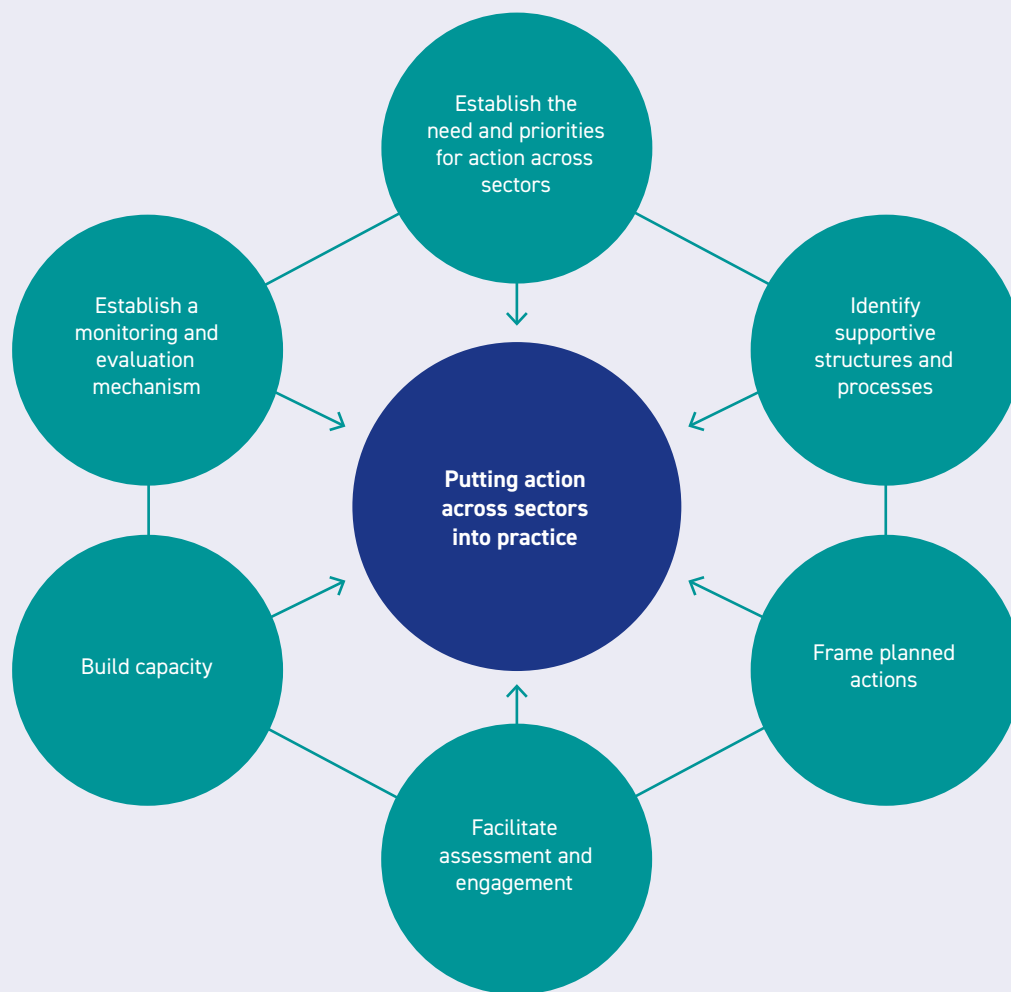 Establish the
need and priorities
for action across
sectors
Identify
supportive
structures and
processes
Frame planned
actions
Facilitate
assessment and
engagement
Build capacity
Establish a
monitoring and
evaluation
mechanism
Putting action
across sectors
into practice